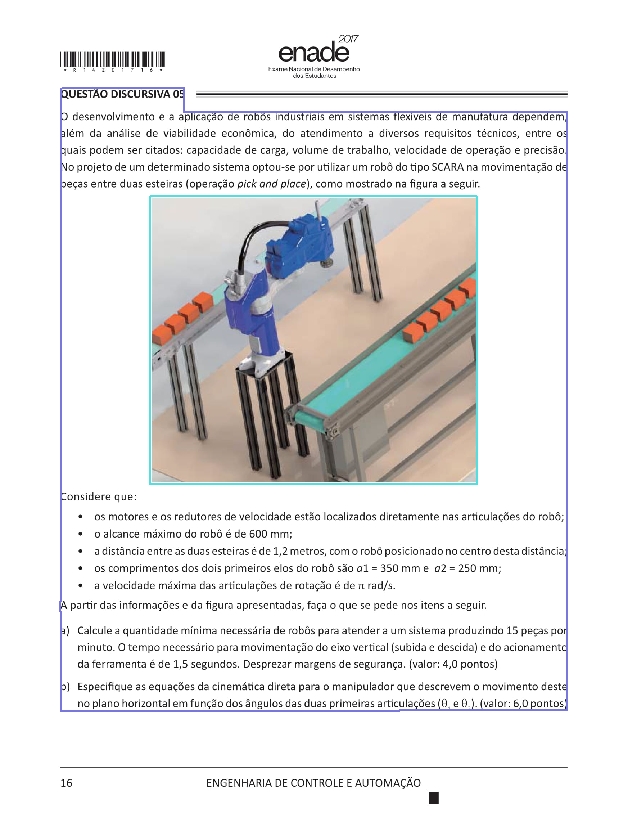 *R1420171 6*
2017
enade
Exame Nacional de Desempenho
dos Estudantes
QUESTÃO DISCURSIVA 05
O desenvolvimento e a aplicação de robôs industriais em sistemas flexíveis de manufatura dependem,
além da análise de viabilidade econômica, do atendimento a diversos requisitos técnicos, entre os
quais podem ser citados: capacidade de carga, volume de trabalho, velocidade de operação e precisão.
No projeto de um determinado sistema optou-se por utilizar um robô do tipo SCARA na movimentação de
peças entre duas esteiras (operação pick and place), como mostrado na figura a seguir.
Considere que:
• os motores e os redutores de velocidade estão localizados diretamente nas articulações do robô;
• o alcance máximo do robô é de 600 mm;
• a distância entre as duas esteiras é de 1,2 metros, com o robô posicionado no centro desta distância;
• os comprimentos dos dois primeiros elos do robô são a1 = 350 mm e a2 = 250 mm;
• a velocidade máxima das articulações de rotação é de π rad/s.
A partir das informações e da figura apresentadas, faça o que se pede nos itens a seguir.
a) Calcule a quantidade mínima necessária de robôs para atender a um sistema produzindo 15 peças por
minuto. O tempo necessário para movimentação do eixo vertical (subida e descida) e do acionamento
da ferramenta é de 1,5 segundos. Desprezar margens de segurança. (valor: 4,0 pontos)
b) Especifique as equações da cinemática direta para o manipulador que descrevem o movimento deste
no plano horizontal em função dos ângulos das duas primeiras articulações (θ₁ e θ₂). (valor: 6,0 pontos)
16 ENGENHARIA DE CONTROLE E AUTOMAÇÃO